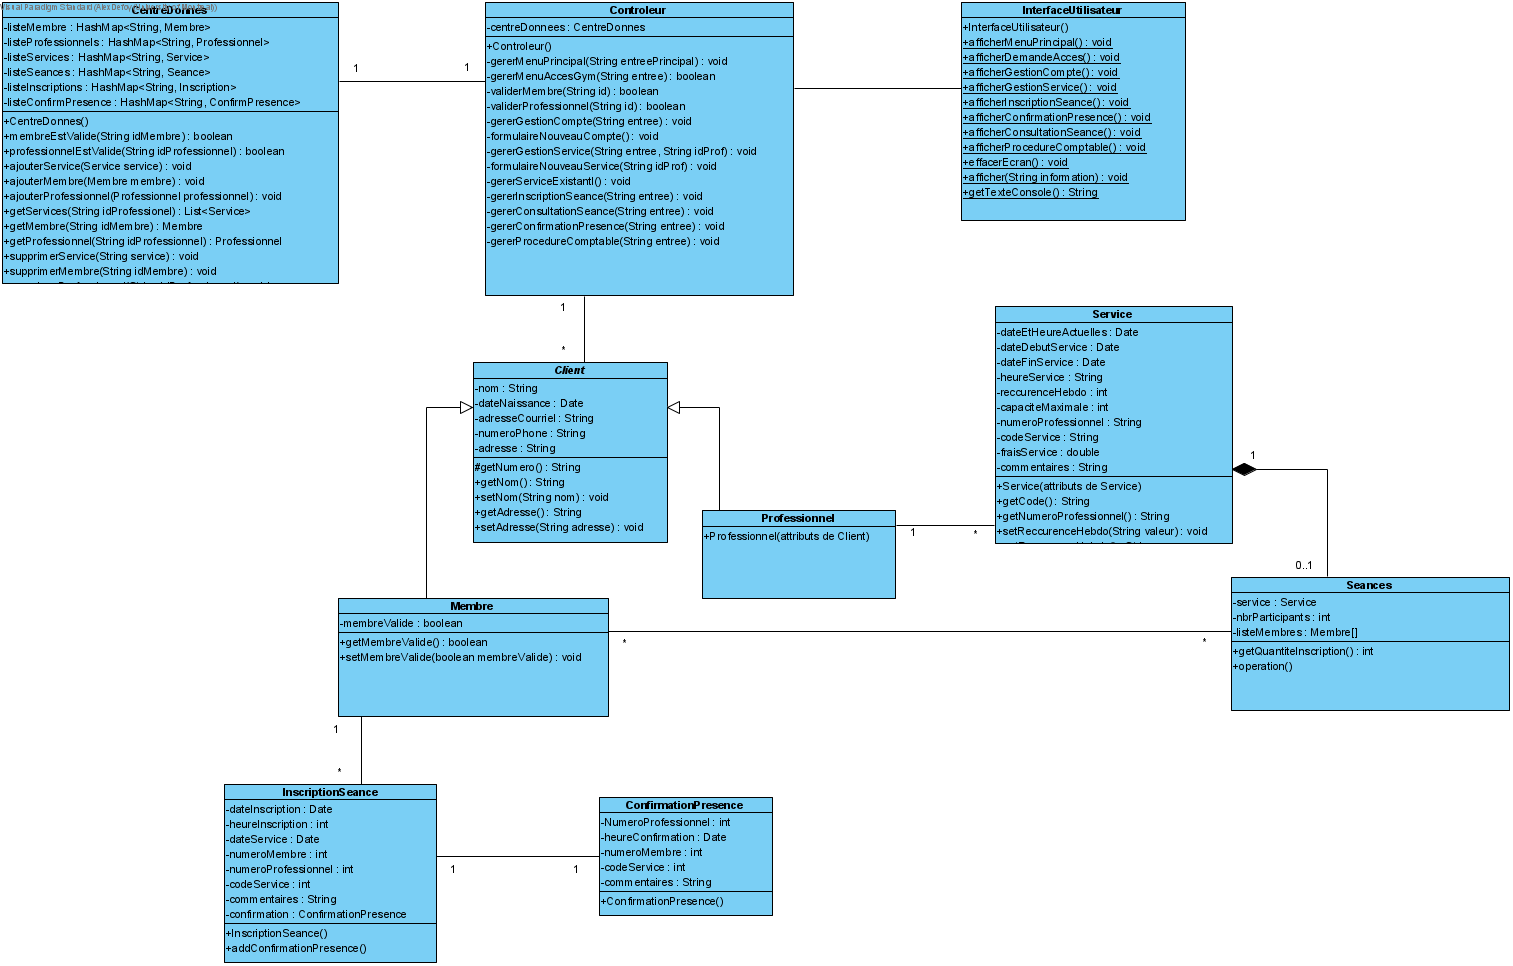 Visual Paradigm Standard (Alex Defoy(Université de Montréal))
CentreDonnes
-listeMembre : HashMap<String, Membre>
-listeProfessionnels : HashMap<String, Professionnel>
-listeServices : HashMap<String, Service>
-listeSeances : HashMap<String, Seance>
-listeInscriptions : HashMap<String, Inscription>
-listeConfirmPresence : HashMap<String, ConfirmPresence>
+CentreDonnes()
+membreEstValide(String idMembre) : boolean
+professionnelEstValide(String idProfessionnel) : boolean
+ajouterService(Service service) : void
+ajouterMembre(Membre membre) : void
+ajouterProfessionnel(Professionnel professionnel) : void
+getServices(String idProfessionel) : List<Service>
+getMembre(String idMembre) : Membre
+getProfessionnel(String idProfessionnel) : Professionnel
+supprimerService(String service) : void
+supprimerMembre(String idMembre) : void
1
1
Controleur
-centreDonnees : CentreDonnes
+Controleur()
-gererMenuPrincipal(String entreePrincipal) : void
-gererMenuAccesGym(String entree) : boolean
-validerMembre(String id) : boolean
-validerProfessionnel(String id) : boolean
-gererGestionCompte(String entree) : void
-formulaireNouveauCompte() : void
-gererGestionService(String entree, String idProf) : void
-formulaireNouveauService(String idProf) : void
-gererServiceExistantl() : void
-gererInscriptionSeance(String entree) : void
-gererConsultationSeance(String entree) : void
-gererConfirmationPresence(String entree) : void
-gererProcedureComptable(String entree) : void
InterfaceUtilisateur
+InterfaceUtilisateur()
+afficherMenuPrincipal() : void
+afficherDemandeAcces() : void
+afficherGestionCompte() : void
+afficherGestionService() : void
+afficherInscriptionSeance() : void
+afficherConfirmationPresence() : void
+afficherConsultationSeance() : void
+afficherProcedureComptable() : void
+effacerEcran() : void
+afficher(String information) : void
+getTexteConsole() : String
1
*
Client
-nom : String
-dateNaissance : Date
-adresseCourriel : String
-numeroPhone : String
-adresse : String
#getNumero() : String
+getNom() : String
+setNom(String nom) : void
+getAdresse() : String
+setAdresse(String adresse) : void
Service
-dateEtHeureActuelles : Date
-dateDebutService : Date
-dateFinService : Date
-heureService : String
-reccurenceHebdo : int
-capaciteMaximale : int
-numeroProfessionnel : String
-codeService : String
-fraisService : double
-commentaires : String
+Service(attributs de Service)
+getCode() : String
+getNumeroProfessionnel() : String
+setReccurenceHebdo(String valeur) : void
1
0..1
Professionnel
+Professionnel(attributs de Client)
1
*
Seances
-service : Service
-nbrParticipants : int
-listeMembres : Membre[]
+getQuantiteInscription() : int
+operation()
Membre
-membreValide : boolean
+getMembreValide() : boolean
+setMembreValide(boolean membreValide) : void
*
*
1
*
InscriptionSeance
-dateInscription : Date
-heureInscription : int
-dateService : Date
-numeroMembre : int
-numeroProfessionnel : int
-codeService : int
-commentaires : String
-confirmation : ConfirmationPresence
+InscriptionSeance()
+addConfirmationPresence()
1
1
ConfirmationPresence
-NumeroProfessionnel : int
-heureConfirmation : Date
-numeroMembre : int
-codeService : int
-commentaires : String
+ConfirmationPresence()